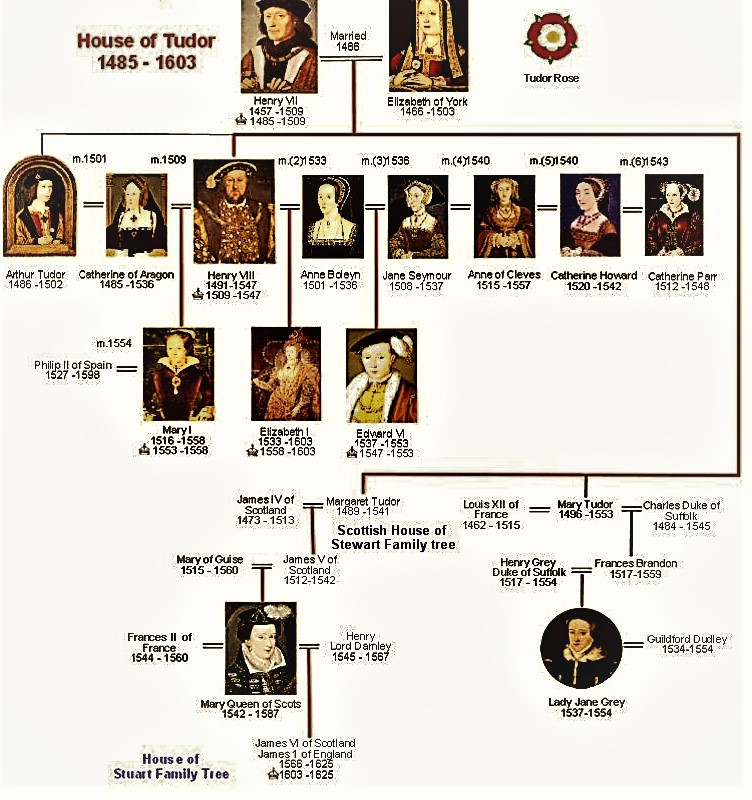 House of Tudor
1485 - 1603
Married
1486
Tudor Rose
Henry VII
1457 -1509
1485 -1509
Elizabeth of York
1466 -1503
m.1501
m.1509
m.(2)1533
m.(3)1536
m.(4)1540
m.(5)1540
m.(6)1543
Arthur Tudor
1486 -1502
Catherine of Aragon
1485 -1536
Henry VIII
1491-1547
1509 -1547
Anne Boleyn
1501 -1536
Jane Seymour
1508 -1537
Anne of Cleves
1515 -1557
Catherine Howard
1520 -1542
Catherine Parr
1512 -1548
m.1554
Philip II of Spain
1527 -1598
Mary I
1516 -1558
1553 -1558
Elizabeth I
1533 -1603
1558 -1603
Edward VI
1537 -1553
1547 -1553
James IV of
Scotland
1473 - 1513
Margaret Tudor
1489 -1541
Louis XII of
France
1462 - 1515
Mary Tudor
1496 -1553
Charles Duke of
Suffolk
1484 - 1545
Scottish House of
Stewart Family tree
Mary of Guise
1515 - 1560
James V of
Scotland
1512-1542
Henry Grey
Duke of Suffolk
1517 - 1554
Frances Brandon
1517-1559
Frances II of
France
1544 - 1560
Henry
Lord Darnley
1545 - 1567
Guildford Dudley
1534-1554
Mary Queen of Scots
1542 - 1587
Lady Jane Grey
1537-1554
James VI of Scotland
James 1 of England
1566 -1625
1603 -1625
House of
Stuart Family Tree